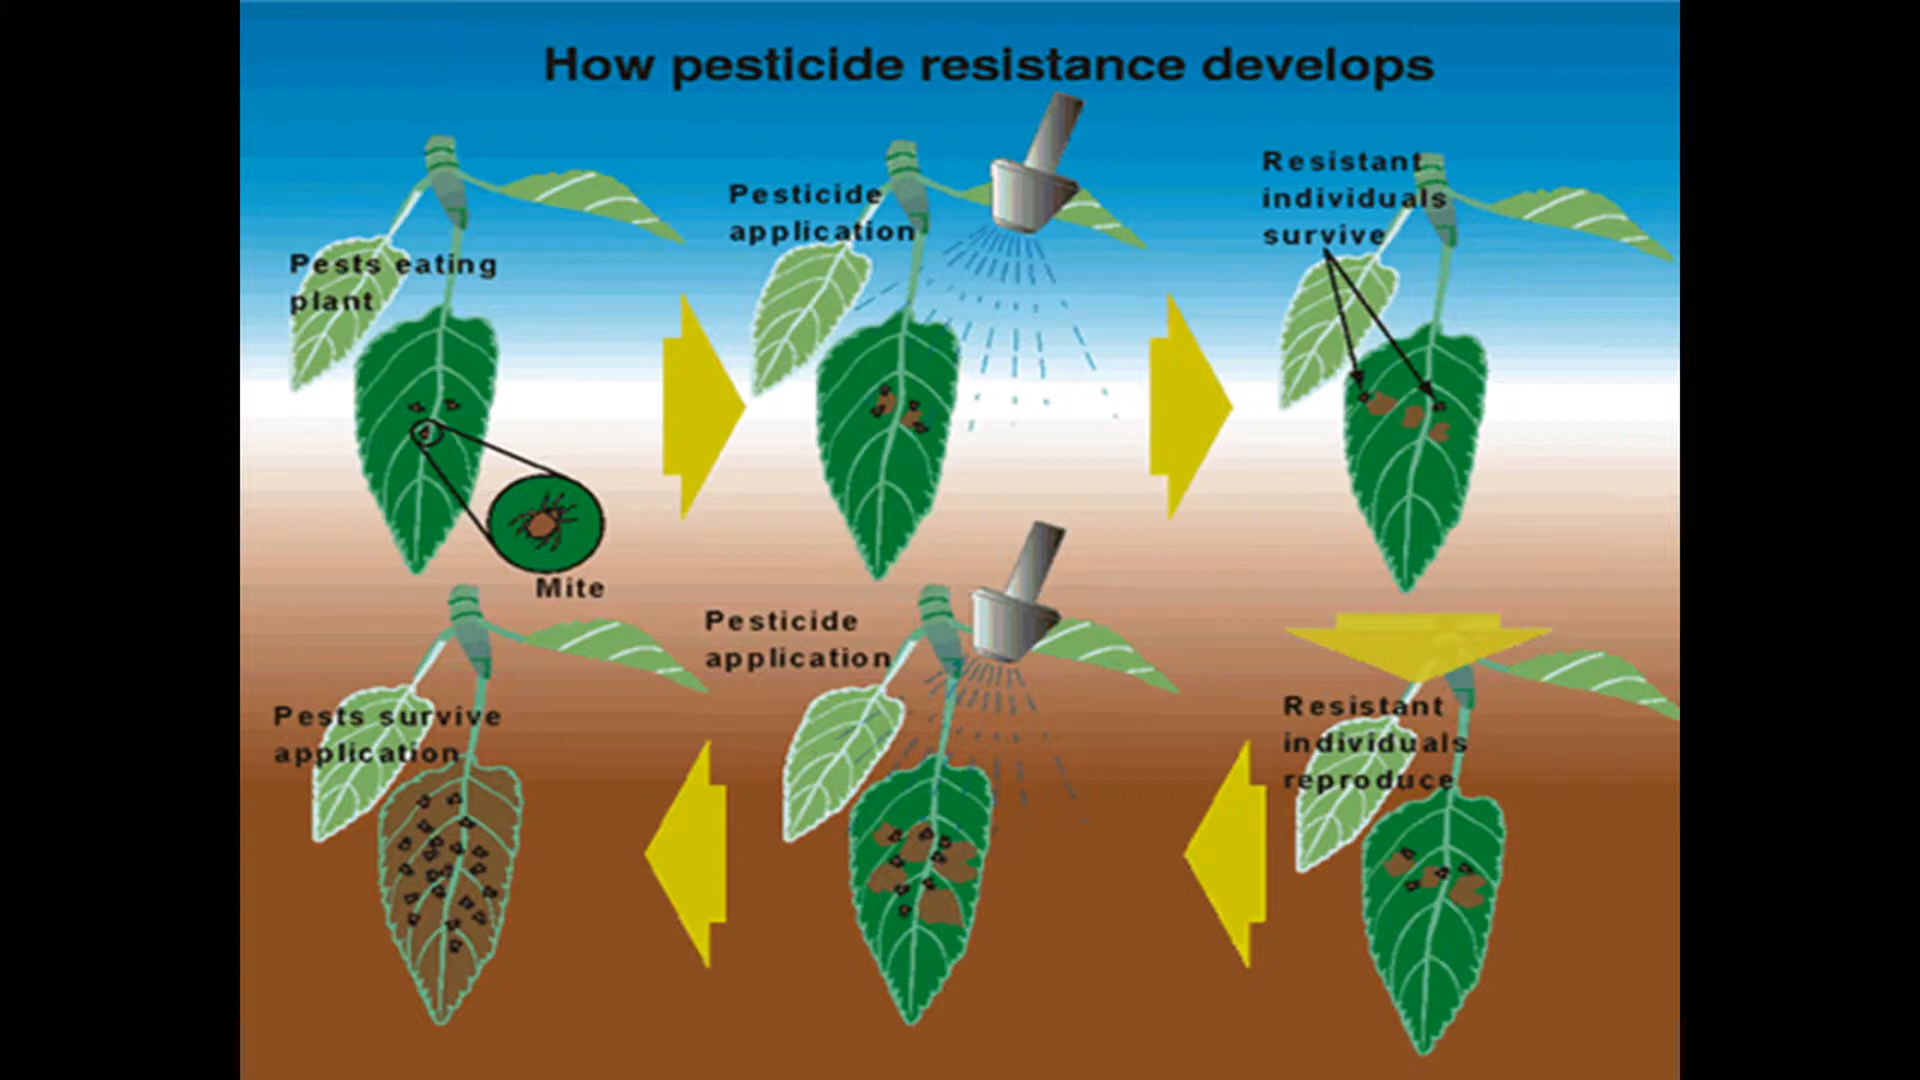 How pesticide resistance develops
Pests eating
plant
Mite
Pesticide
application
Resistant
individuals
survive
Resistant
individuals
reproduce
Pesticide
application
Pests survive
application